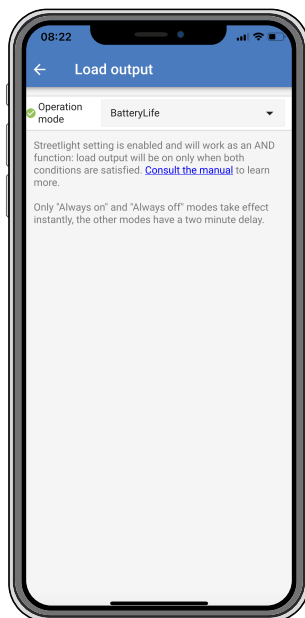 08:22
Load output
Operation
mode
BatteryLife
Streetlight setting is enabled and will work as an AND
function: load output will be on only when both
conditions are satisfied. Consult the manual to learn
more.
Only "Always on" and "Always off" modes take effect
instantly, the other modes have a two minute delay.